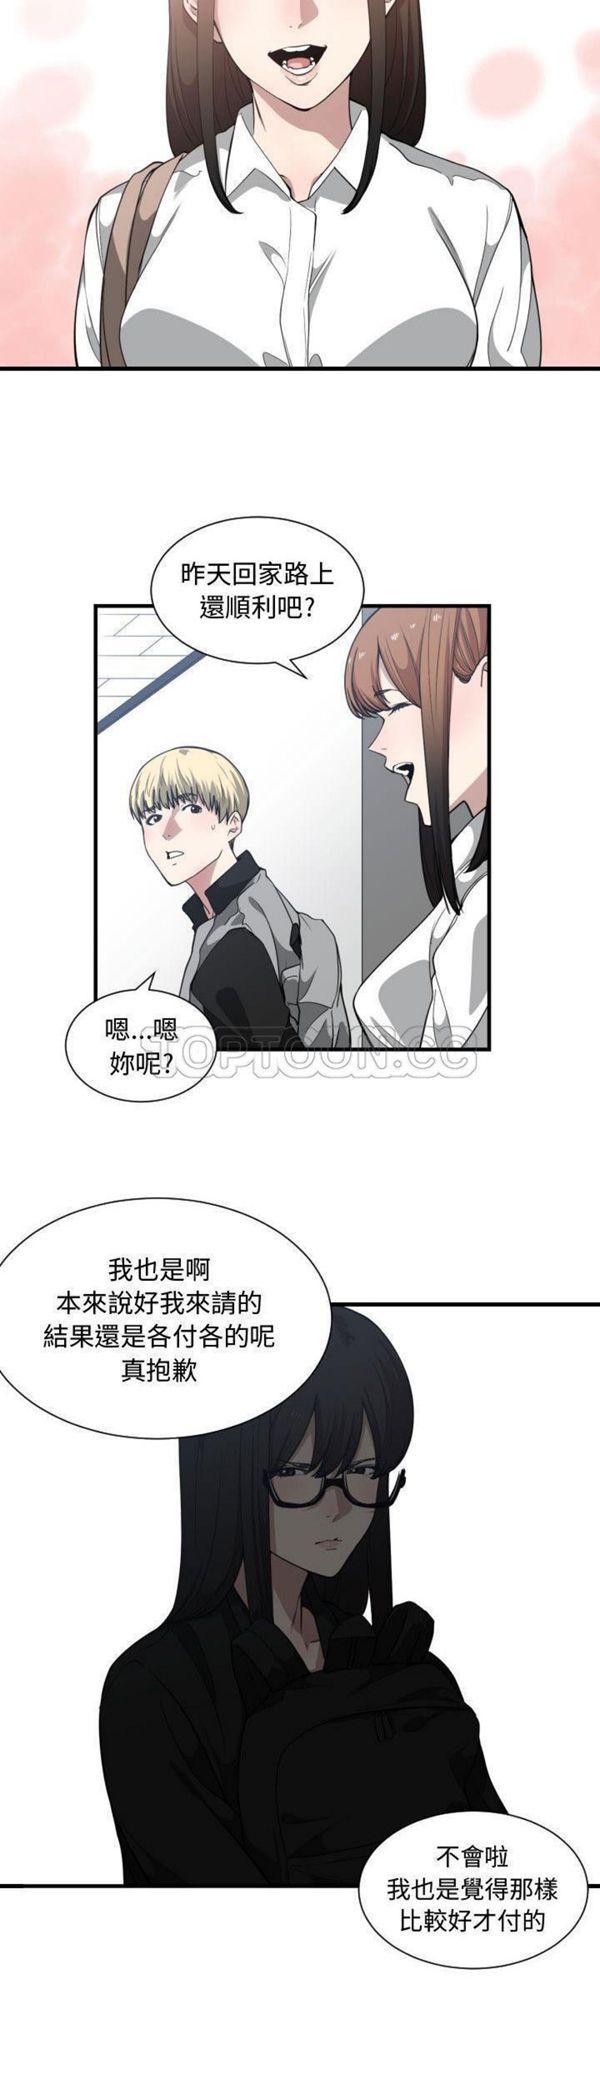 昨天回家路上
還順利吧?
嗯...嗯
妳呢?
TOPTOON.CC
我也是啊
本來說好我來請的
結果還是各付各的呢
真抱歉
不會啦
我也是覺得那樣
比較好才付的